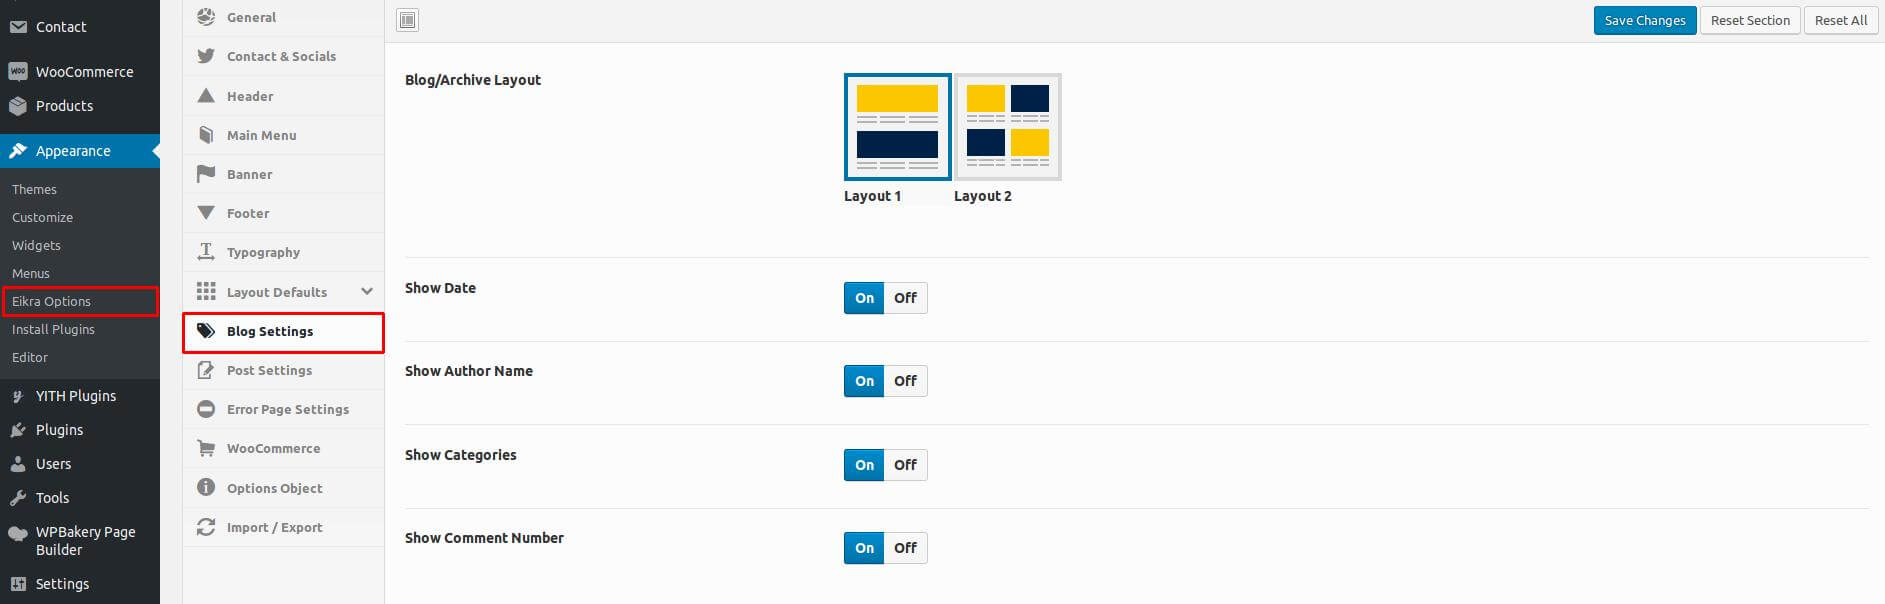 Contact
WooCommerce
Products
Appearance
Themes
Customize
Widgets
Menus
Eikra Options
Install Plugins
Editor
YITH Plugins
Plugins
Users
Tools
WPBakery Page
Builder
Settings
General
Contact & Socials
Header
Main Menu
Banner
Footer
Typography
Layout Defaults
Blog Settings
Post Settings
Error Page Settings
WooCommerce
Options Object
Import / Export
Save Changes Reset Section Reset All
Blog/Archive Layout
Layout 1 Layout 2
Show Date
On Off
Show Author Name
On Off
Show Categories
On Off
Show Comment Number
On Off